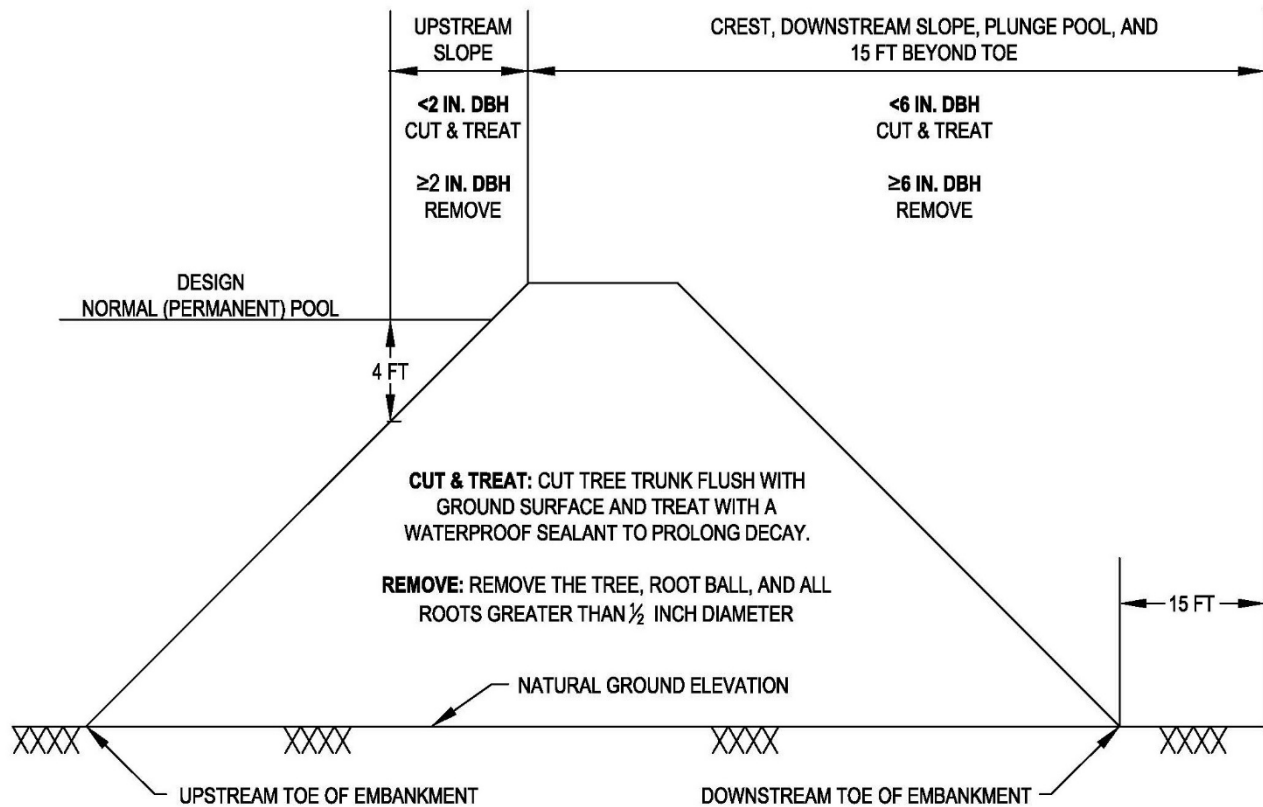 UPSTREAM
SLOPE
CREST, DOWNSTREAM SLOPE, PLUNGE POOL, AND
15 FT BEYOND TOE
<2 IN. DBH
CUT & TREAT
≥2 IN. DBH
REMOVE
<6 IN. DBH
CUT & TREAT
≥6 IN. DBH
REMOVE
DESIGN
NORMAL (PERMANENT) POOL
4 FT
CUT & TREAT: CUT TREE TRUNK FLUSH WITH
GROUND SURFACE AND TREAT WITH A
WATERPROOF SEALANT TO PROLONG DECAY.
REMOVE: REMOVE THE TREE, ROOT BALL, AND ALL
ROOTS GREATER THAN ½ INCH DIAMETER
15 FT
NATURAL GROUND ELEVATION
UPSTREAM TOE OF EMBANKMENT
DOWNSTREAM TOE OF EMBANKMENT